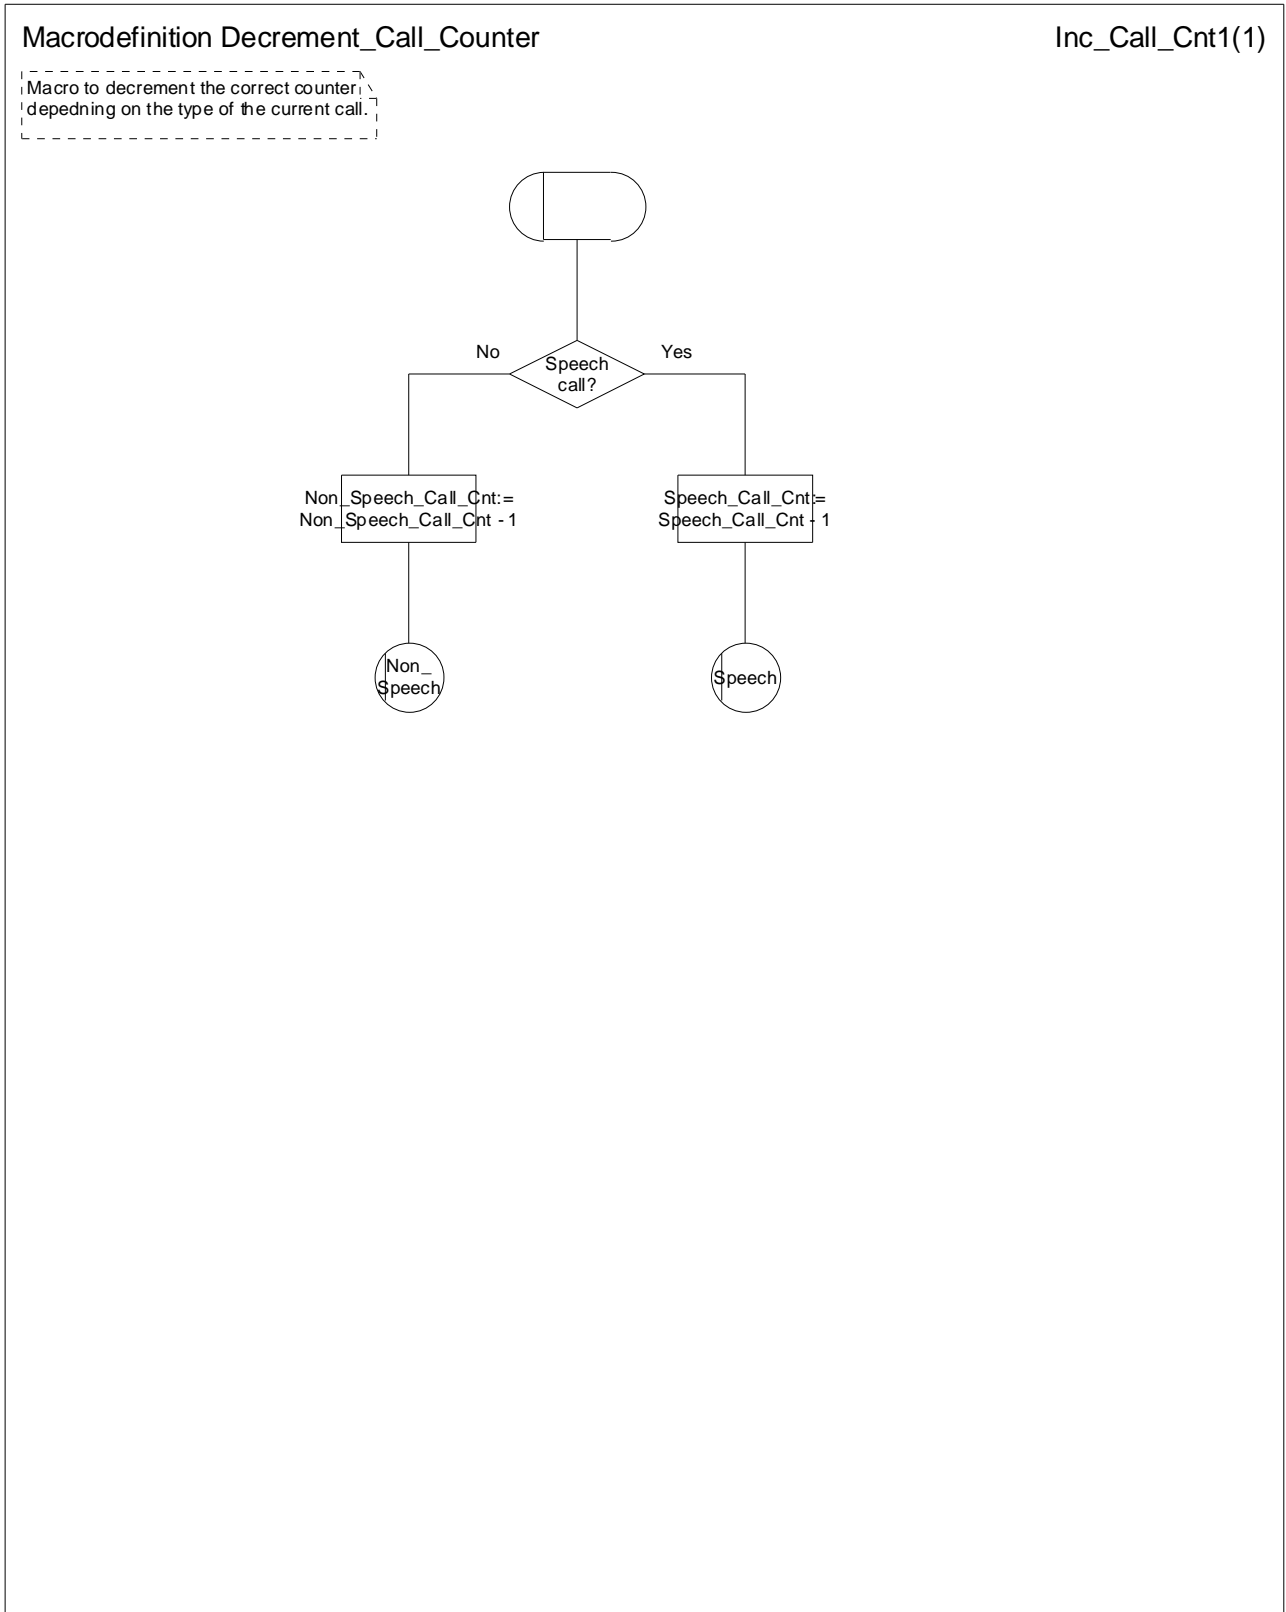 Macrodefinition Decrement_Call_Counter
Inc_Call_Cnt1(1)
Macro to decrement the correct counter
depedning on the type of the current call.
Speech
call?
No
Yes
Non_Speech_Call_Cnt:=
Non_Speech_Call_Cnt - 1
Speech_Call_Cnt:=
Speech_Call_Cnt - 1
Non_
Speech
Speech